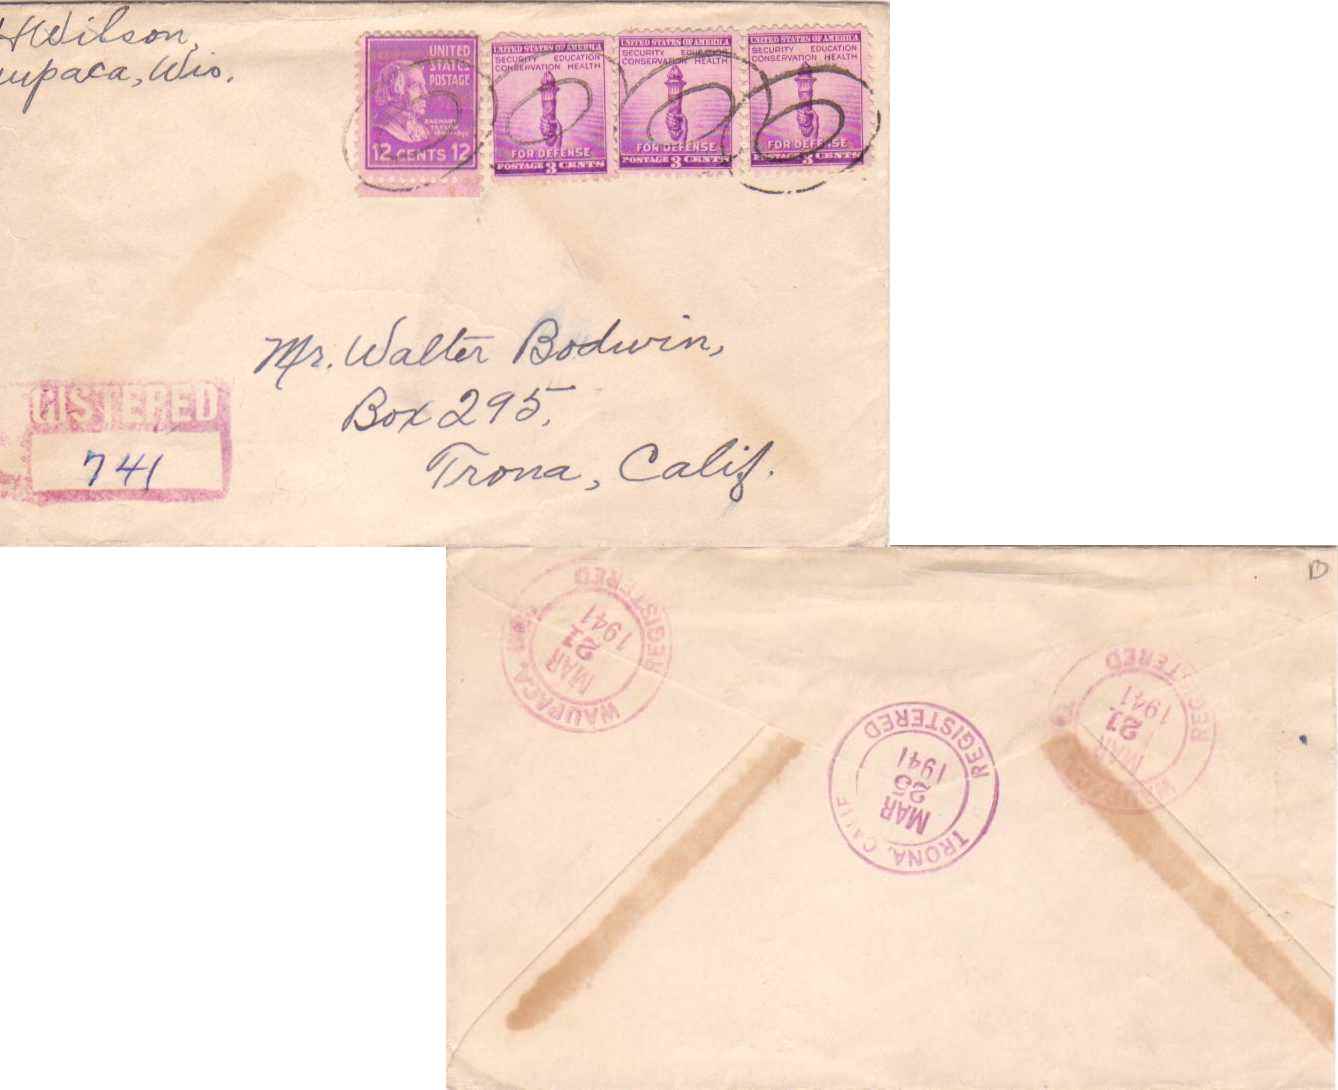 HWilson,
upaca, Wis.
UNITED
STATES
POSTAGE
ZACHARY
TAYLOR
12 CENTS 12
UNITED STATES OF AMERICA
SECURITY EDUCATION
CONSERVATION HEALTH
FOR DEFENSE
POSTAGE 3 CENTS
UNITED STATES OF AMERICA
SECURITY EDUCATION
CONSERVATION HEALTH
FOR DEFENSE
POSTAGE 3 CENTS
UNITED STATES OF AMERICA
SECURITY EDUCATION
CONSERVATION HEALTH
FOR DEFENSE
POSTAGE 3 CENTS
Mr. Walter Bodwin,
Box 295,
Trona, Calif.
GISTERED
741
WAUPACA
REGISTERED
MAR
21
1941
TRONA, CALIF
REGISTERED
MAR
25
1941
REGISTERED
MAR
21
1941
D